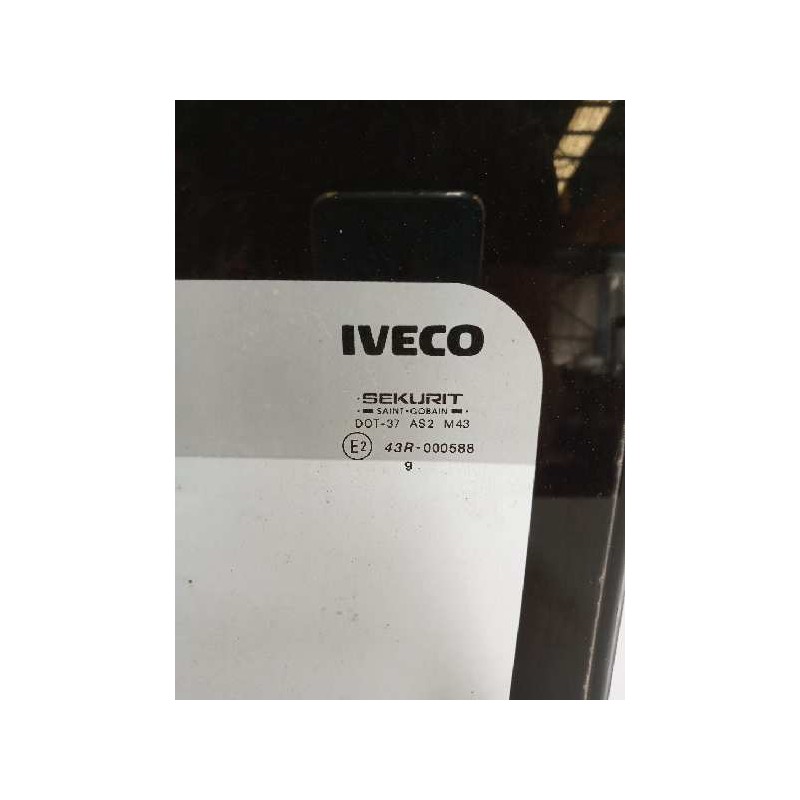 IVECO
SEKURIT
SAINT-GOBAIN
DOT-37 AS2 M43
E2 43R-000588
9